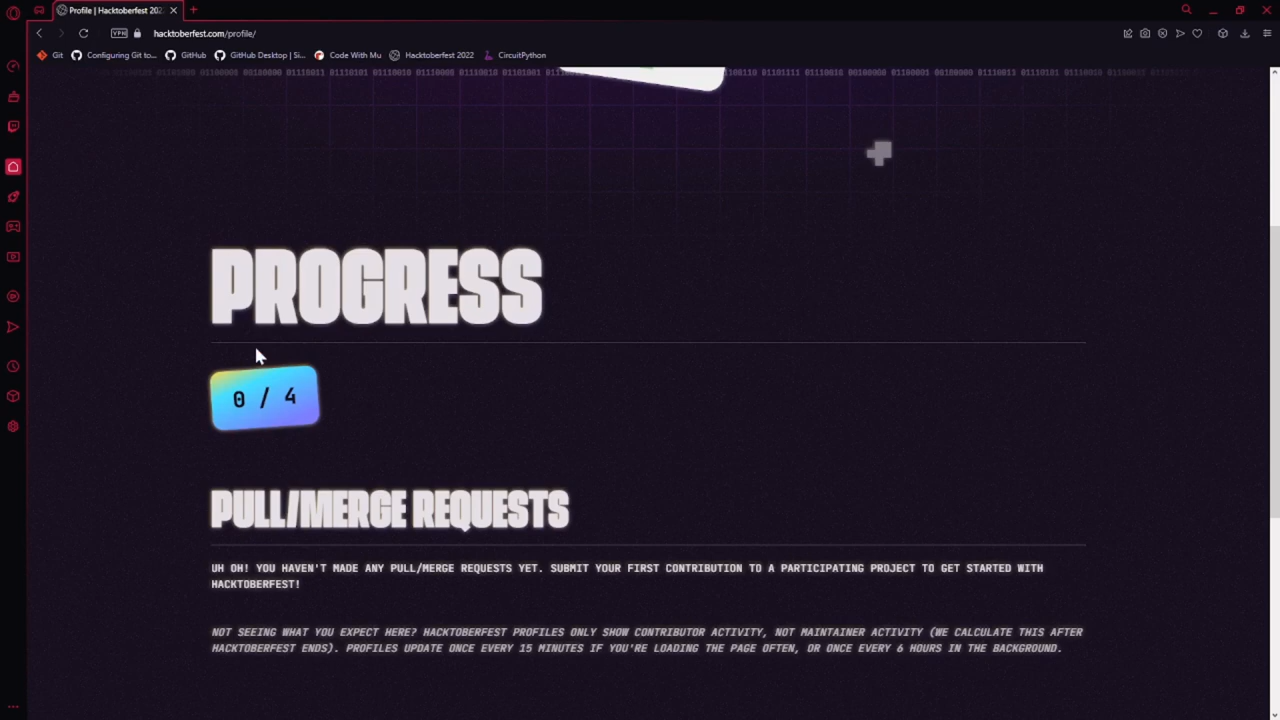 Profile | Hacktoberfest 202
VPN hacktoberfest.com/profile/
Git Configuring Git to... GitHub GitHub Desktop | Si... Code With Mu Hacktoberfest 2022 CircuitPython
PROGRESS
0 / 4
PULL/MERGE REQUESTS
UH OH! YOU HAVEN'T MADE ANY PULL/MERGE REQUESTS YET. SUBMIT YOUR FIRST CONTRIBUTION TO A PARTICIPATING PROJECT TO GET STARTED WITH
HACKTOBERFEST!
NOT SEEING WHAT YOU EXPECT HERE? HACKTOBERFEST PROFILES ONLY SHOW CONTRIBUTOR ACTIVITY, NOT MAINTAINER ACTIVITY (WE CALCULATE THIS AFTER
HACKTOBERFEST ENDS). PROFILES UPDATE ONCE EVERY 15 MINUTES IF YOU'RE LOADING THE PAGE OFTEN, OR ONCE EVERY 6 HOURS IN THE BACKGROUND.